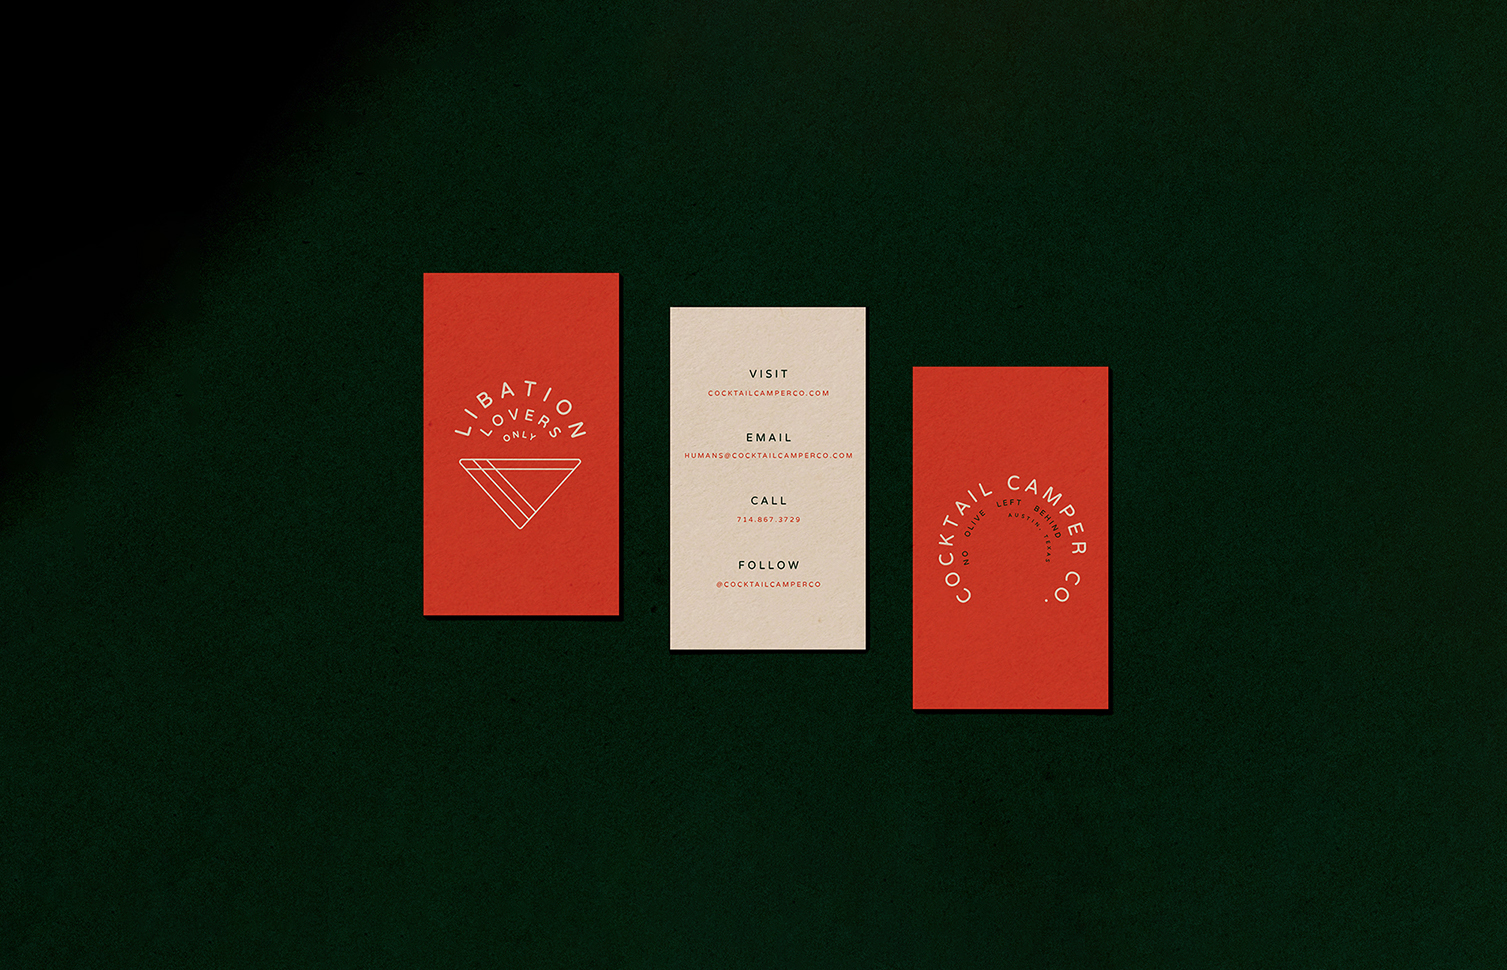 LIBATION
LOVERS
ONLY
VISIT
COCKTAILCAMPERCO.COM
EMAIL
HUMANS@COCKTAILCAMPERCO.COM
CALL
714.867.3729
FOLLOW
@COCKTAILCAMPERCO
COCKTAIL CAMPER CO.
NO OLIVE LEFT BEHIND
AUSTIN, TEXAS